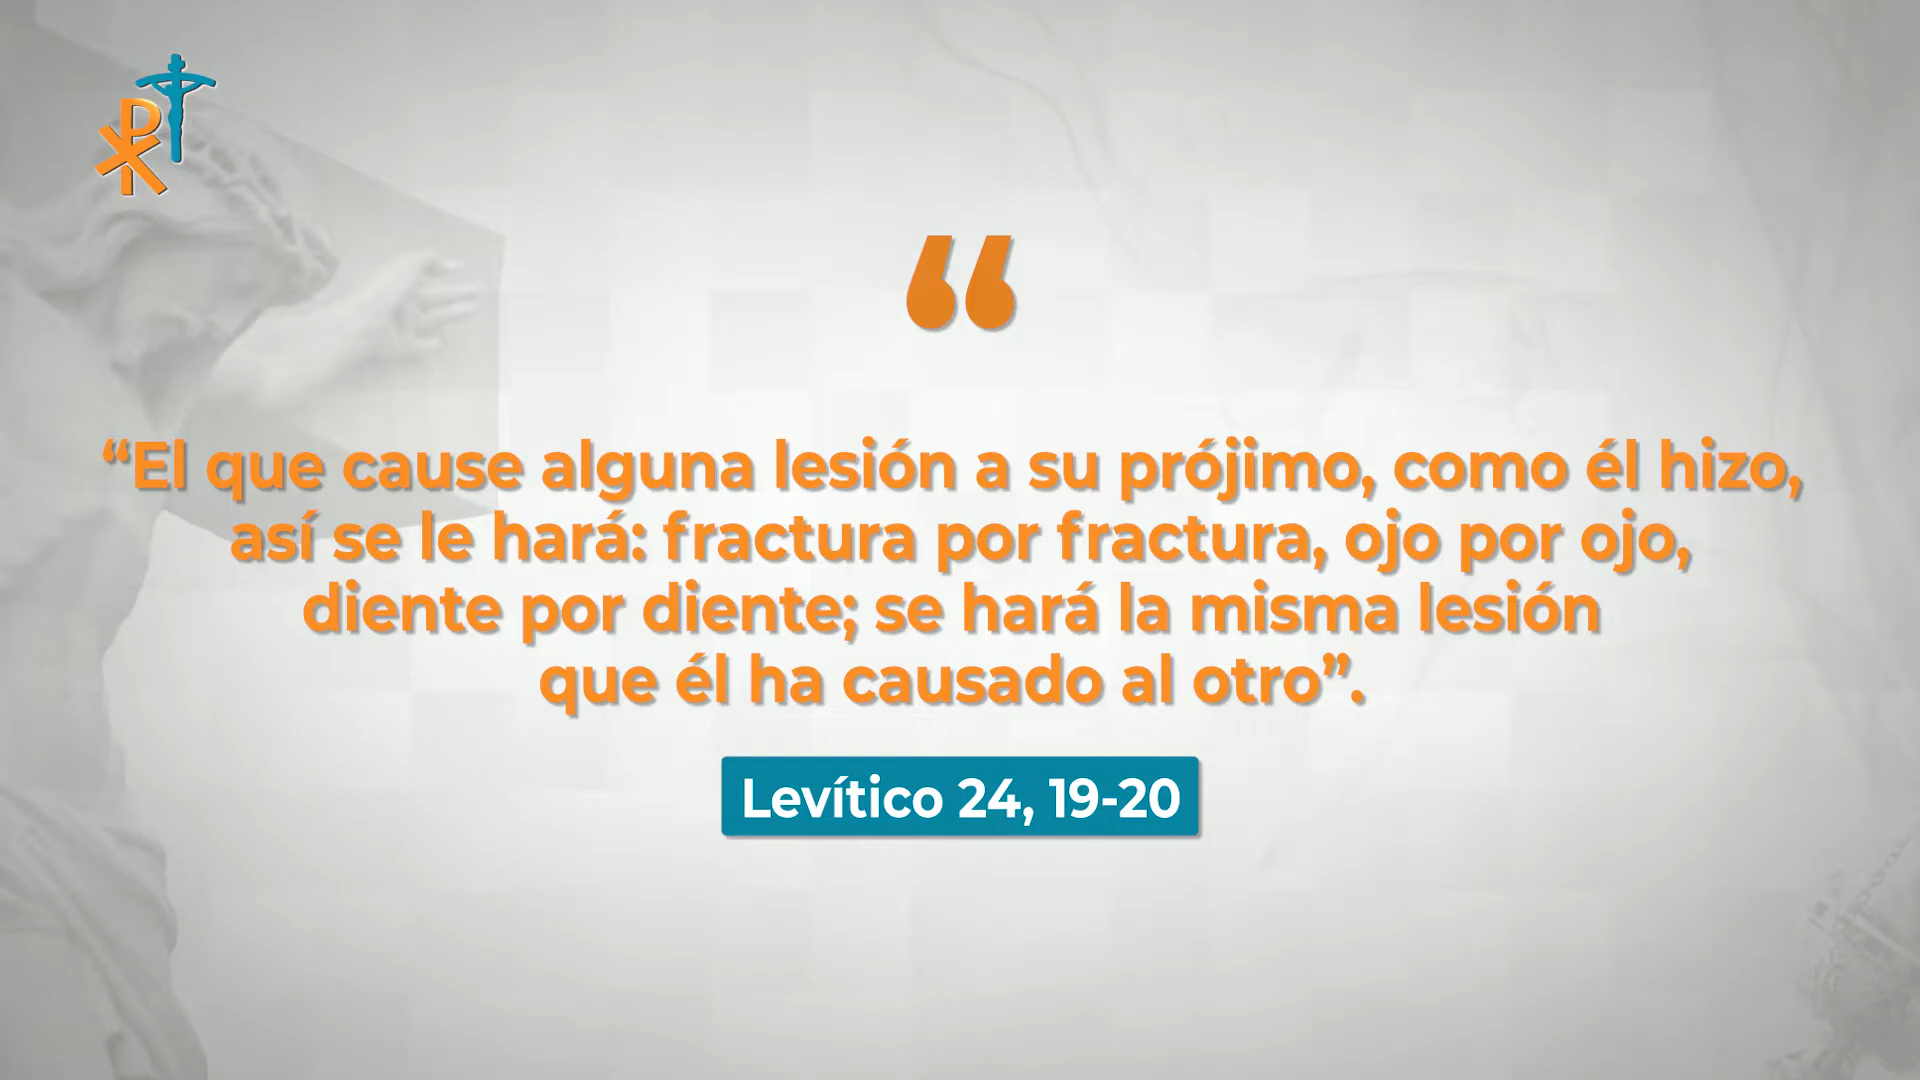 “
“El que cause alguna lesión a su prójimo, como él hizo,
así se le hará: fractura por fractura, ojo por ojo,
diente por diente; se hará la misma lesión
que él ha causado al otro”.
Levítico 24, 19-20